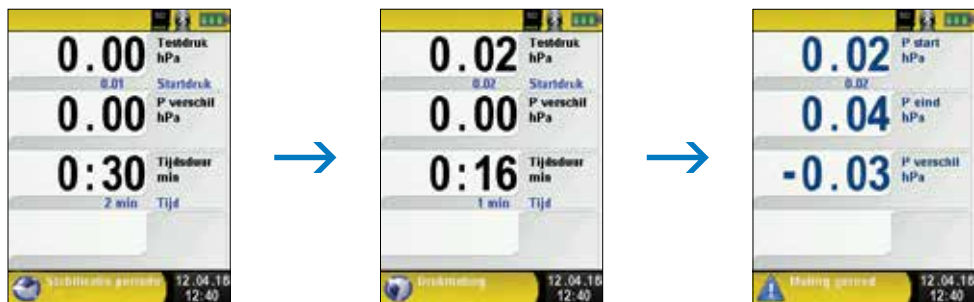 0.00 Testdruk
hPa
0.01 Startdruk
0.00 P verschil
hPa
0:30 Tijdsduur
min
2 min Tijd
Stabilisatie periode 12.04.16
12:40
0.02 Testdruk
hPa
0.02 Startdruk
0.00 P verschil
hPa
0:16 Tijdsduur
min
1 min Tijd
Drukmeting 12.04.16
12:40
0.02 P start
hPa
0.02
0.04 P eind
hPa
-0.03 P verschil
hPa
Meting gereed 12.04.16
12:40